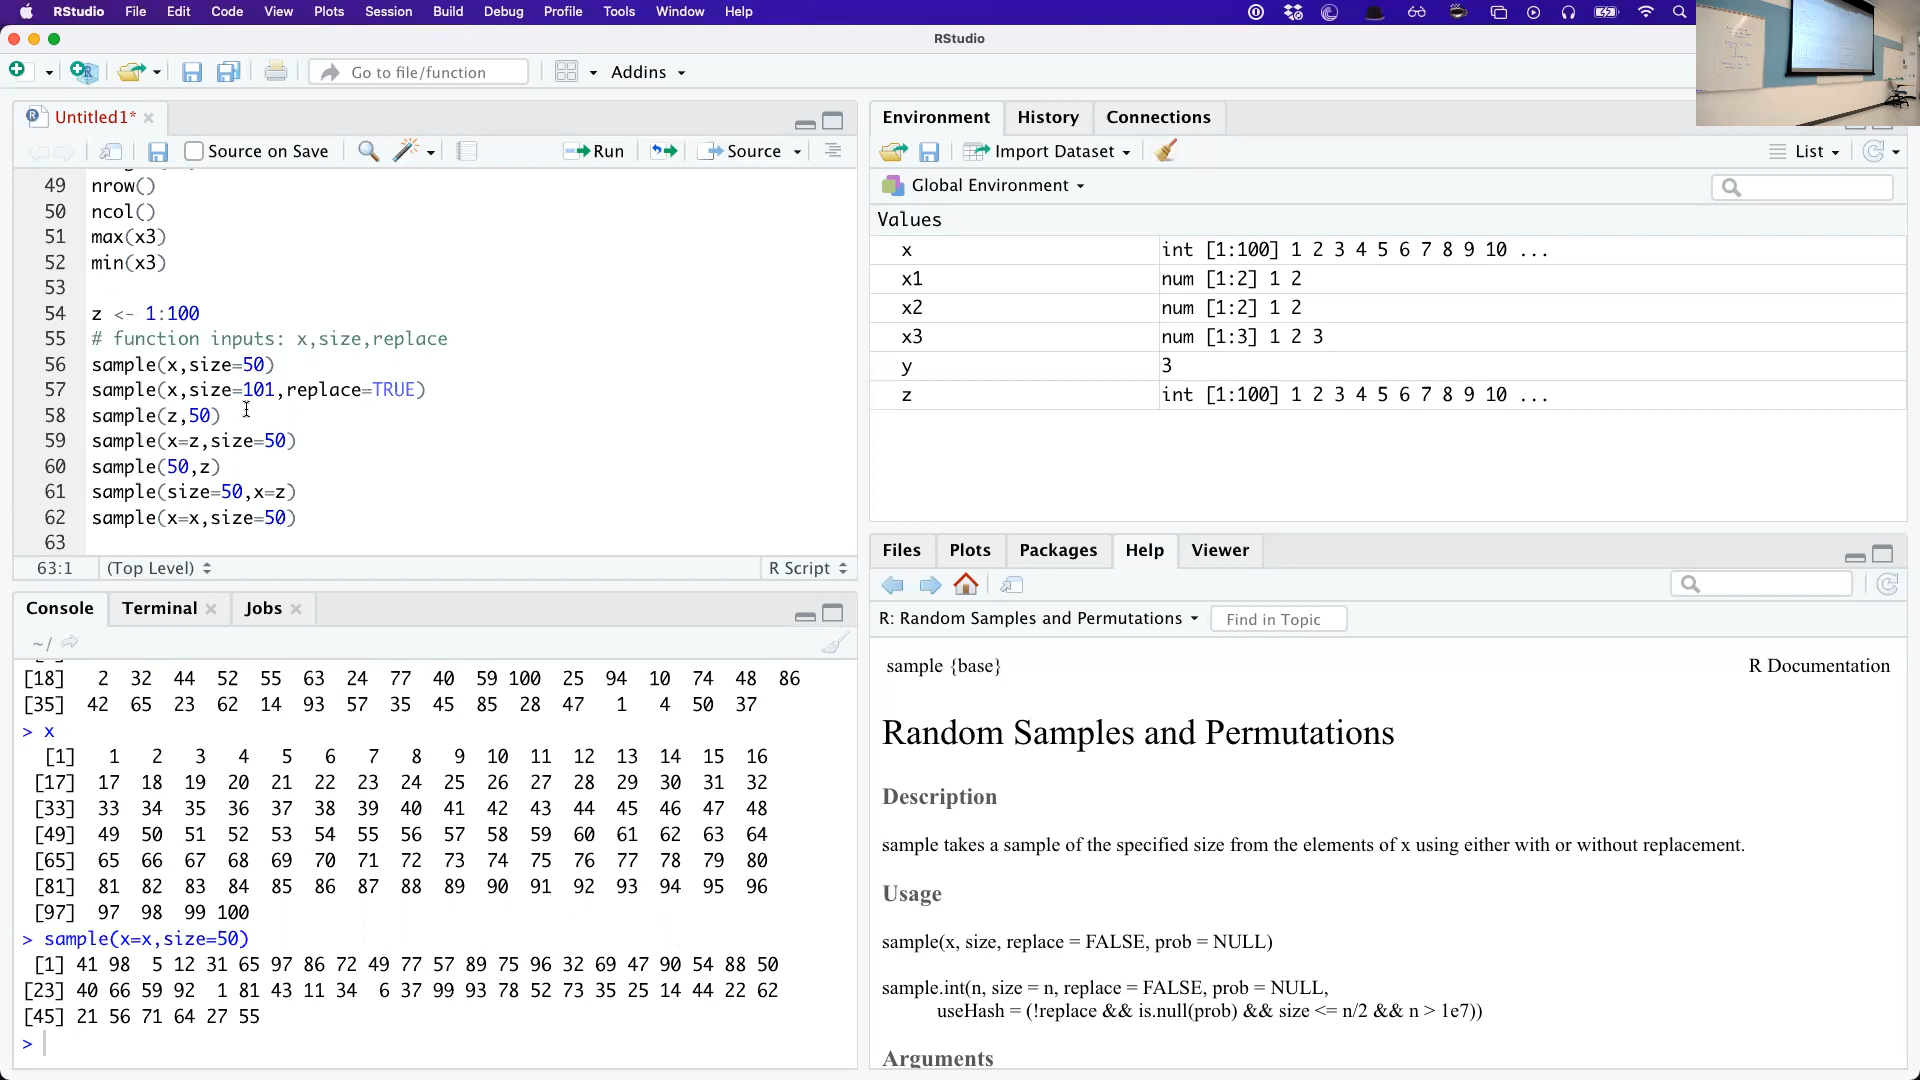 RStudio File Edit Code View Plots Session Build Debug Profile Tools Window Help
RStudio
Go to file/function Addins
Untitled1*
Source on Save Run Source
49 nrow()
50 ncol()
51 max(x3)
52 min(x3)
53
54 z <- 1:100
55 # function inputs: x,size,replace
56 sample(x,size=50)
57 sample(x,size=101,replace=TRUE)
58 sample(z,50)
59 sample(x=z,size=50)
60 sample(50,z)
61 sample(size=50,x=z)
62 sample(x=x,size=50)
63
63:1 (Top Level) R Script
Console Terminal Jobs
~/
[18] 2 32 44 52 55 63 24 77 40 59 100 25 94 10 74 48 86
[35] 42 65 23 62 14 93 57 35 45 85 28 47 1 4 50 37
> x
[1] 1 2 3 4 5 6 7 8 9 10 11 12 13 14 15 16
[17] 17 18 19 20 21 22 23 24 25 26 27 28 29 30 31 32
[33] 33 34 35 36 37 38 39 40 41 42 43 44 45 46 47 48
[49] 49 50 51 52 53 54 55 56 57 58 59 60 61 62 63 64
[65] 65 66 67 68 69 70 71 72 73 74 75 76 77 78 79 80
[81] 81 82 83 84 85 86 87 88 89 90 91 92 93 94 95 96
[97] 97 98 99 100
> sample(x=x,size=50)
[1] 41 98 5 12 31 65 97 86 72 49 77 57 89 75 96 32 69 47 90 54 88 50
[23] 40 66 59 92 1 81 43 11 34 6 37 99 93 78 52 73 35 25 14 44 22 62
[45] 21 56 71 64 27 55
>
Environment History Connections
Import Dataset List
Global Environment
Values
x int [1:100] 1 2 3 4 5 6 7 8 9 10 ...
x1 num [1:2] 1 2
x2 num [1:2] 1 2
x3 num [1:3] 1 2 3
y 3
z int [1:100] 1 2 3 4 5 6 7 8 9 10 ...
Files Plots Packages Help Viewer
R: Random Samples and Permutations Find in Topic
sample {base} R Documentation
Random Samples and Permutations
Description
sample takes a sample of the specified size from the elements of x using either with or without replacement.
Usage
sample(x, size, replace = FALSE, prob = NULL)
sample.int(n, size = n, replace = FALSE, prob = NULL,
useHash = (!replace && is.null(prob) && size <= n/2 && n > 1e7))
Arguments